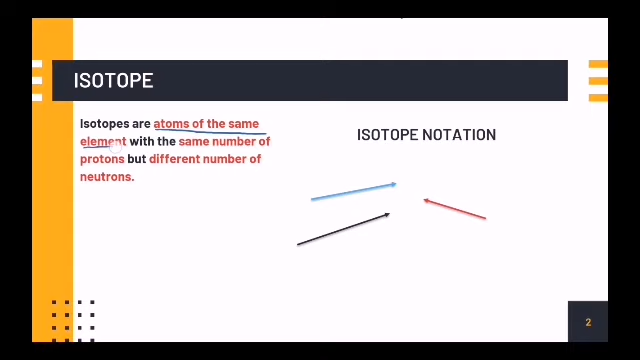 ISOTOPE
Isotopes are atoms of the same
element with the same number of
protons but different number of
neutrons.
ISOTOPE NOTATION
2